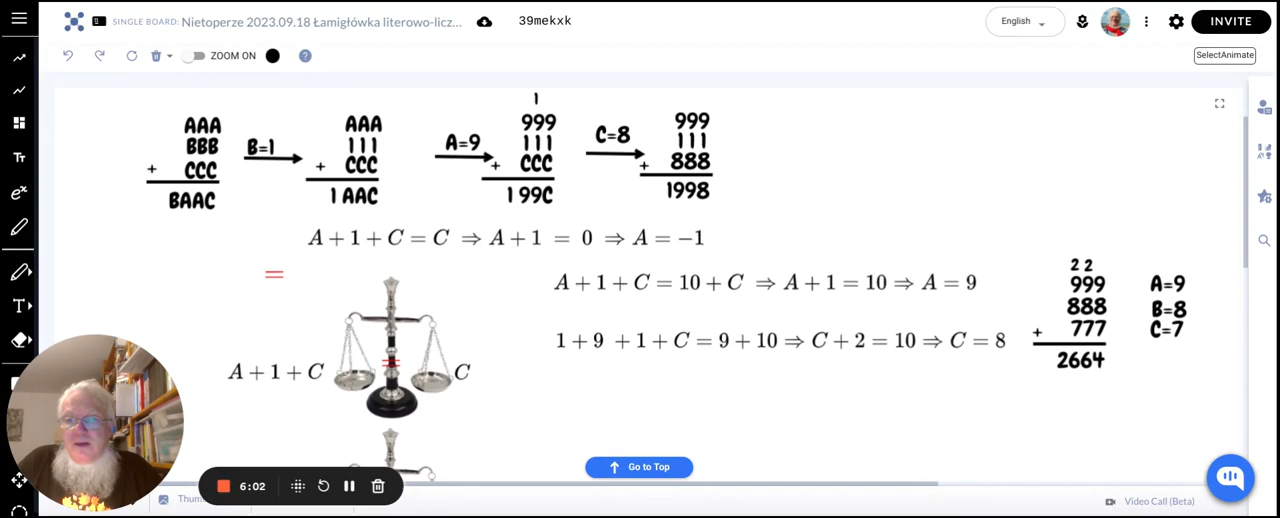 SINGLE BOARD: Nietoperze 2023.09.18 Łamigłówka literowo-licz...
39mekxk
English
INVITE
ZOOM ON
SelectAnimate
AAA
BBB
+ CCC
BAAC
B=1
AAA
111
+ CCC
1AAC
A=9
1
999
111
+ CCC
199C
C=8
999
111
+ 888
1998
A + 1 + C = C ⇒ A + 1 = 0 ⇒ A = −1
=
A + 1 + C = 10 + C ⇒ A + 1 = 10 ⇒ A = 9
1 + 9 + 1 + C = 9 + 10 ⇒ C + 2 = 10 ⇒ C = 8
A + 1 + C
=
C
22
999
888
+ 777
2664
A=9
B=8
C=7
Go to Top
6:02
Thum
Video Call (Beta)